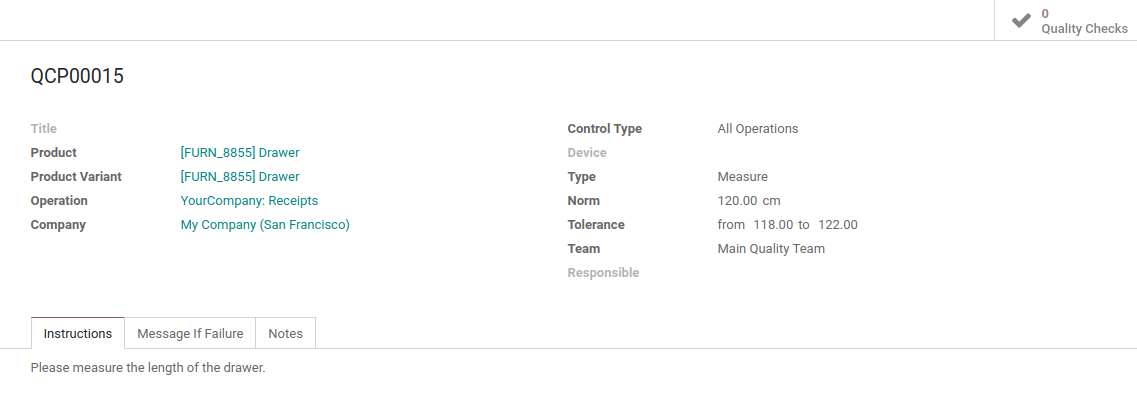 0
Quality Checks
QCP00015
Title
Product [FURN_8855] Drawer
Product Variant [FURN_8855] Drawer
Operation YourCompany: Receipts
Company My Company (San Francisco)
Control Type All Operations
Device
Type Measure
Norm 120.00 cm
Tolerance from 118.00 to 122.00
Team Main Quality Team
Responsible
Instructions Message If Failure Notes
Please measure the length of the drawer.